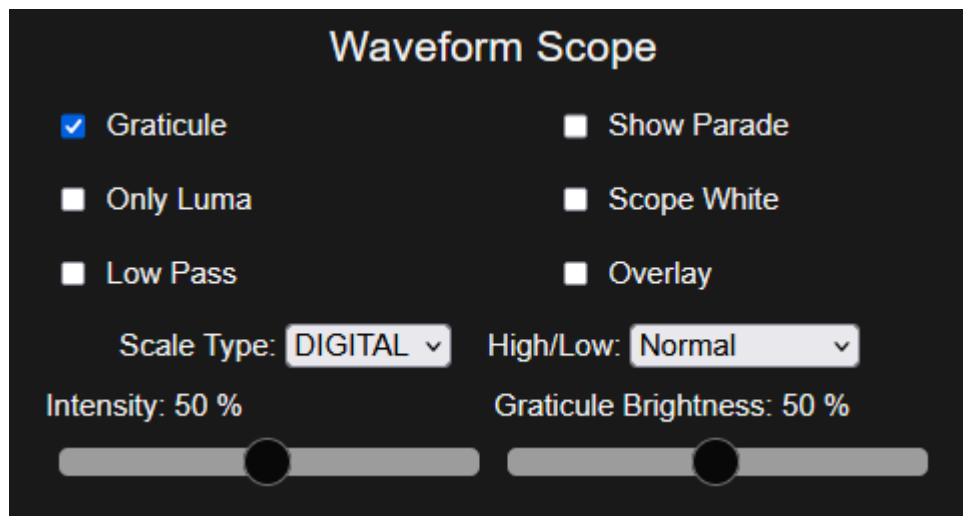 Waveform Scope
Graticule
Show Parade
Only Luma
Scope White
Low Pass
Overlay
Scale Type: DIGITAL
High/Low: Normal
Intensity: 50 %
Graticule Brightness: 50 %